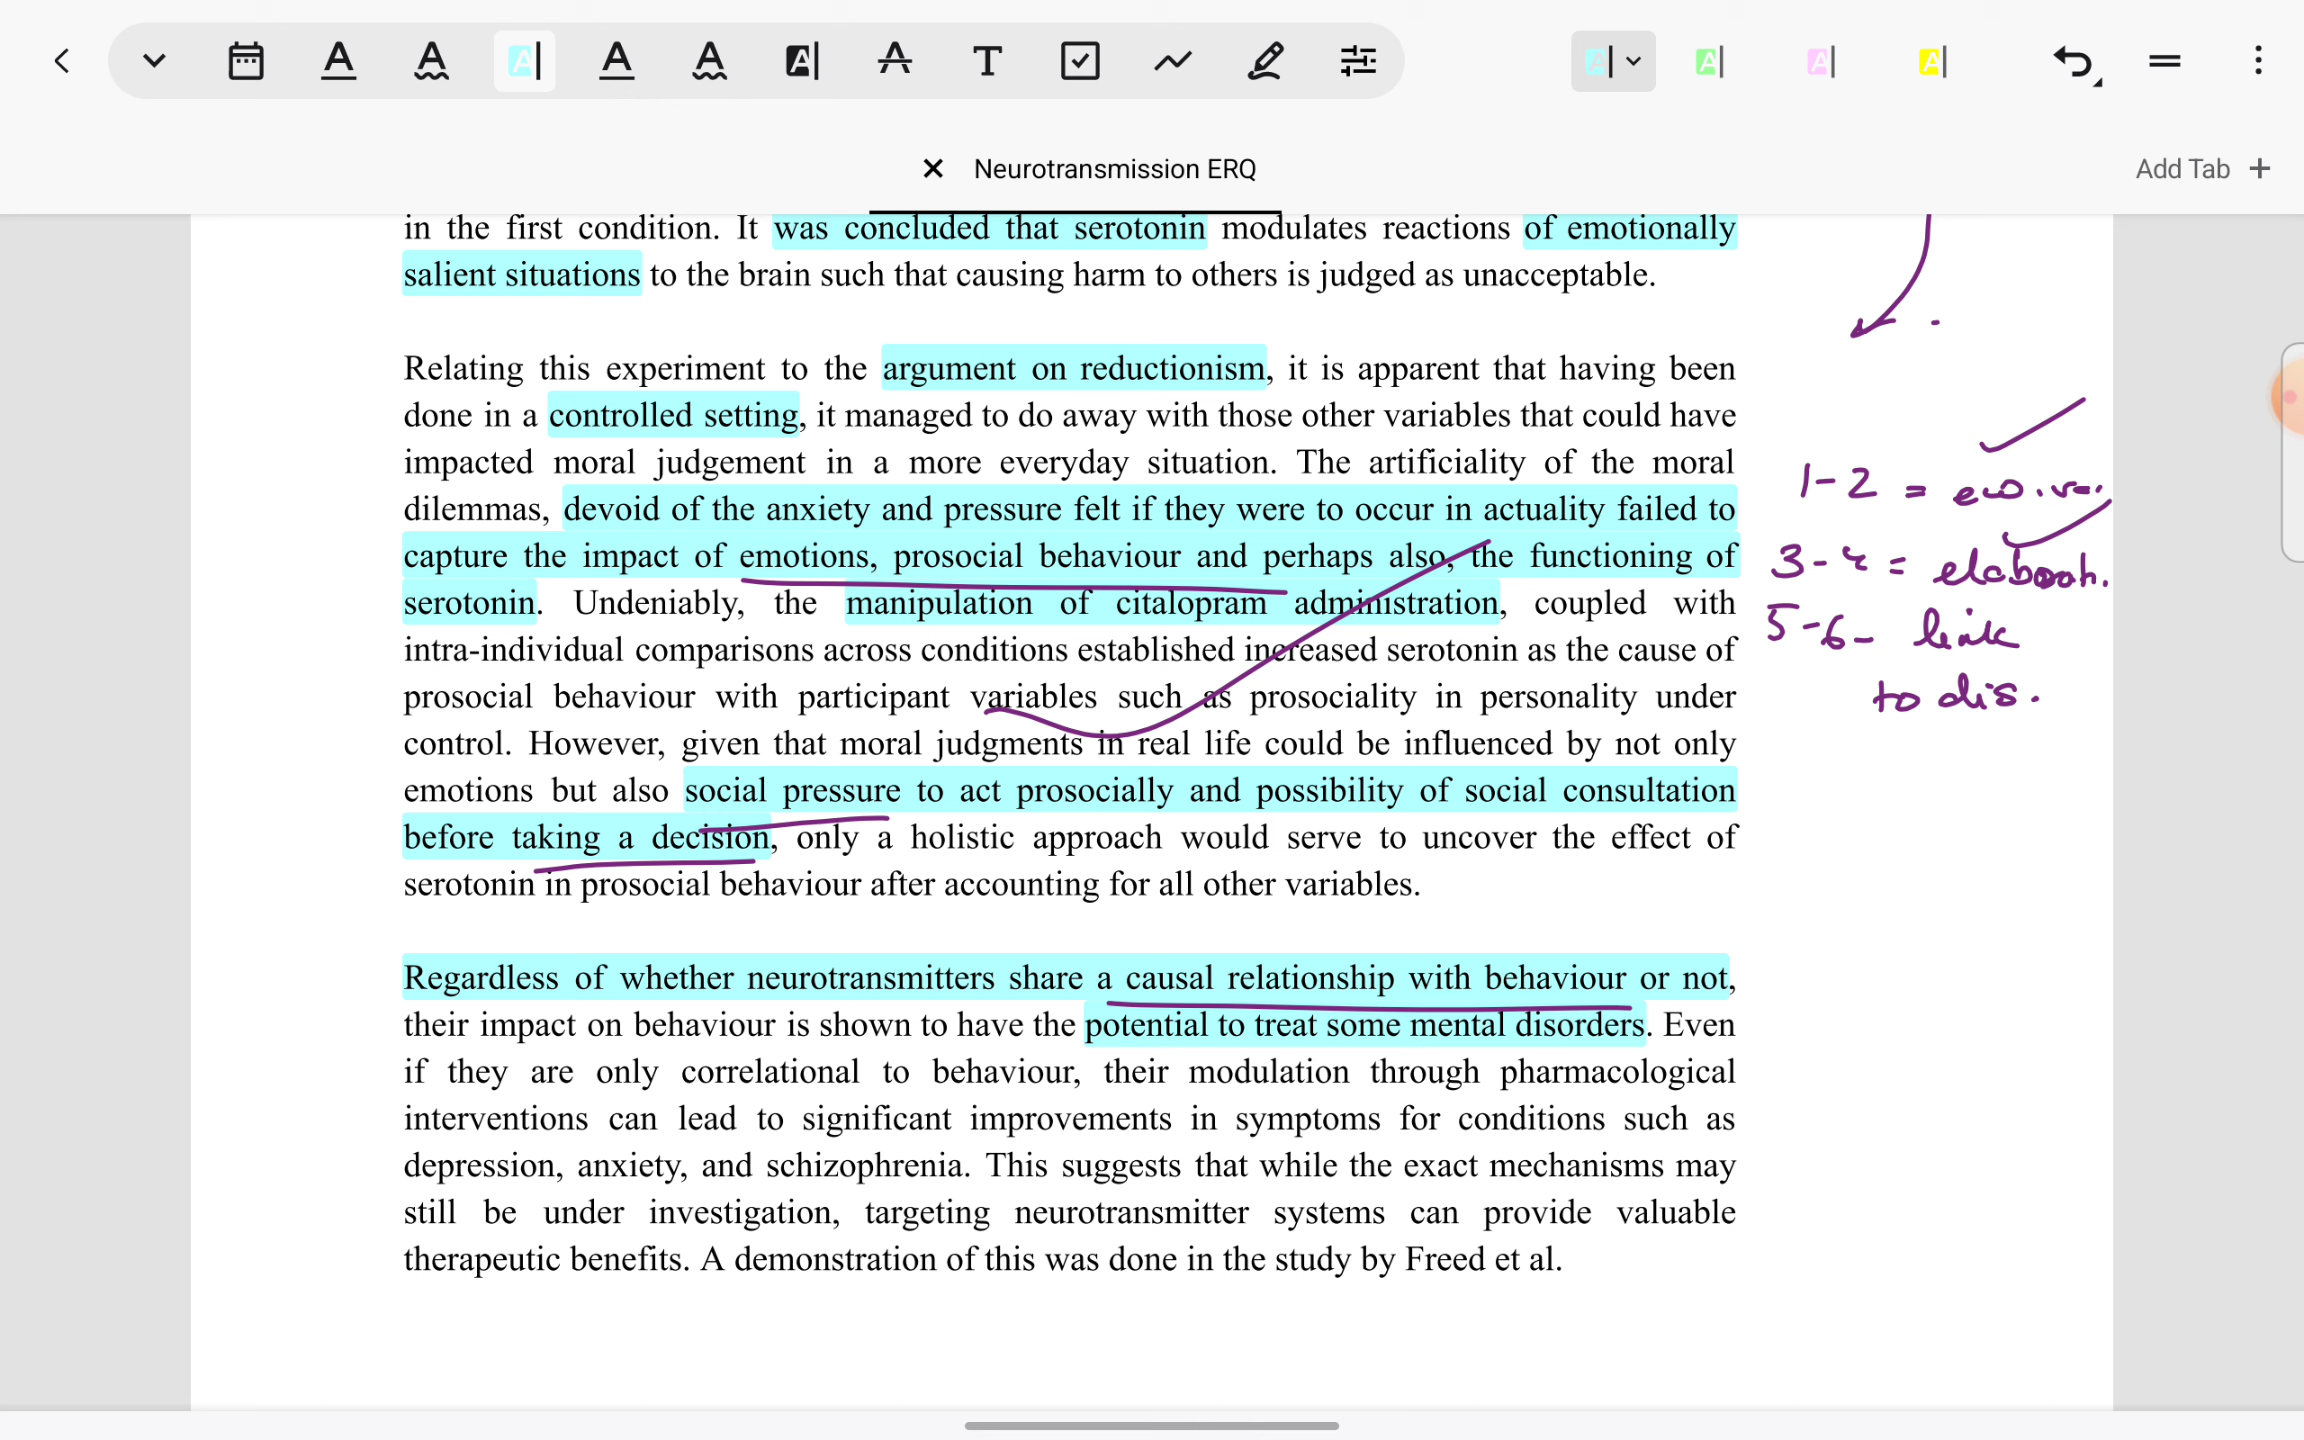 Neurotransmission ERQ
Add Tab
in the first condition. It was concluded that serotonin modulates reactions of emotionally
salient situations to the brain such that causing harm to others is judged as unacceptable.
Relating this experiment to the argument on reductionism, it is apparent that having been
done in a controlled setting, it managed to do away with those other variables that could have
impacted moral judgement in a more everyday situation. The artificiality of the moral
dilemmas, devoid of the anxiety and pressure felt if they were to occur in actuality failed to
capture the impact of emotions, prosocial behaviour and perhaps also, the functioning of
serotonin. Undeniably, the manipulation of citalopram administration, coupled with
intra-individual comparisons across conditions established increased serotonin as the cause of
prosocial behaviour with participant variables such as prosociality in personality under
control. However, given that moral judgments in real life could be influenced by not only
emotions but also social pressure to act prosocially and possibility of social consultation
before taking a decision, only a holistic approach would serve to uncover the effect of
serotonin in prosocial behaviour after accounting for all other variables.
Regardless of whether neurotransmitters share a causal relationship with behaviour or not,
their impact on behaviour is shown to have the potential to treat some mental disorders. Even
if they are only correlational to behaviour, their modulation through pharmacological
interventions can lead to significant improvements in symptoms for conditions such as
depression, anxiety, and schizophrenia. This suggests that while the exact mechanisms may
still be under investigation, targeting neurotransmitter systems can provide valuable
therapeutic benefits. A demonstration of this was done in the study by Freed et al.
1-2 =
3-4 =
5-6- link
to dis.